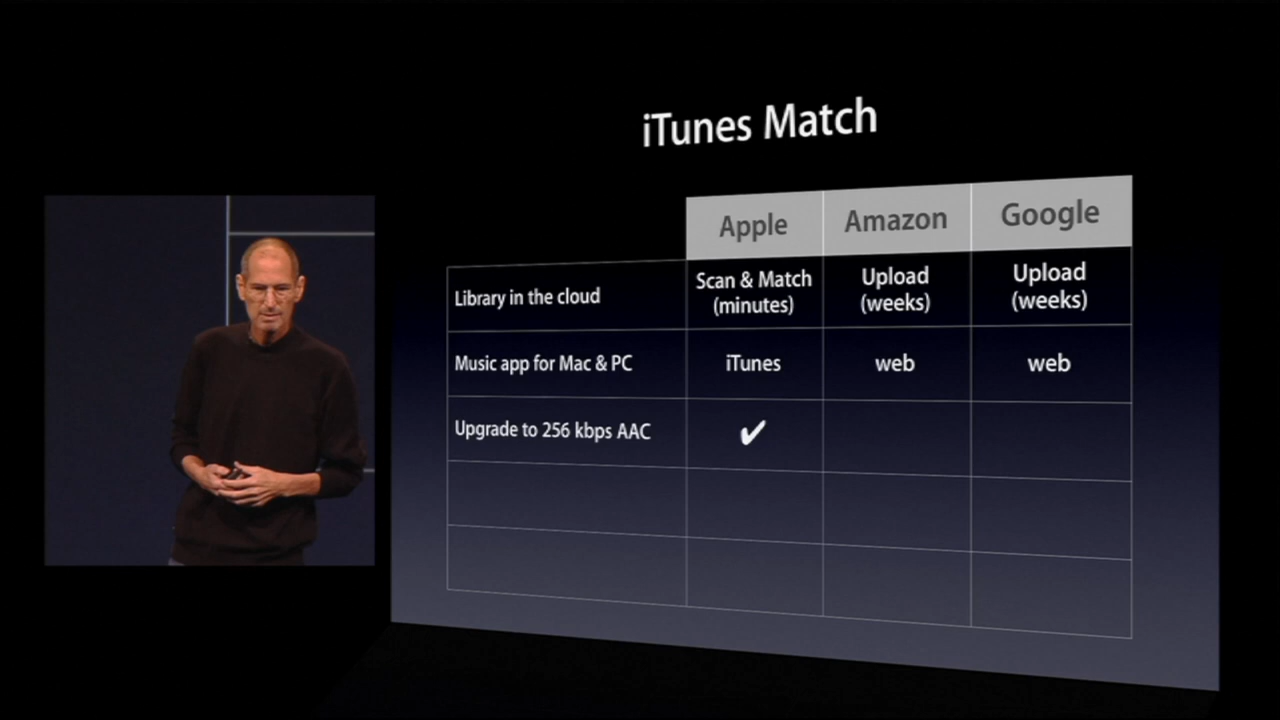 iTunes Match
Apple Amazon Google
Library in the cloud Scan & Match (minutes) Upload (weeks) Upload (weeks)
Music app for Mac & PC iTunes web web
Upgrade to 256 kbps AAC ✔